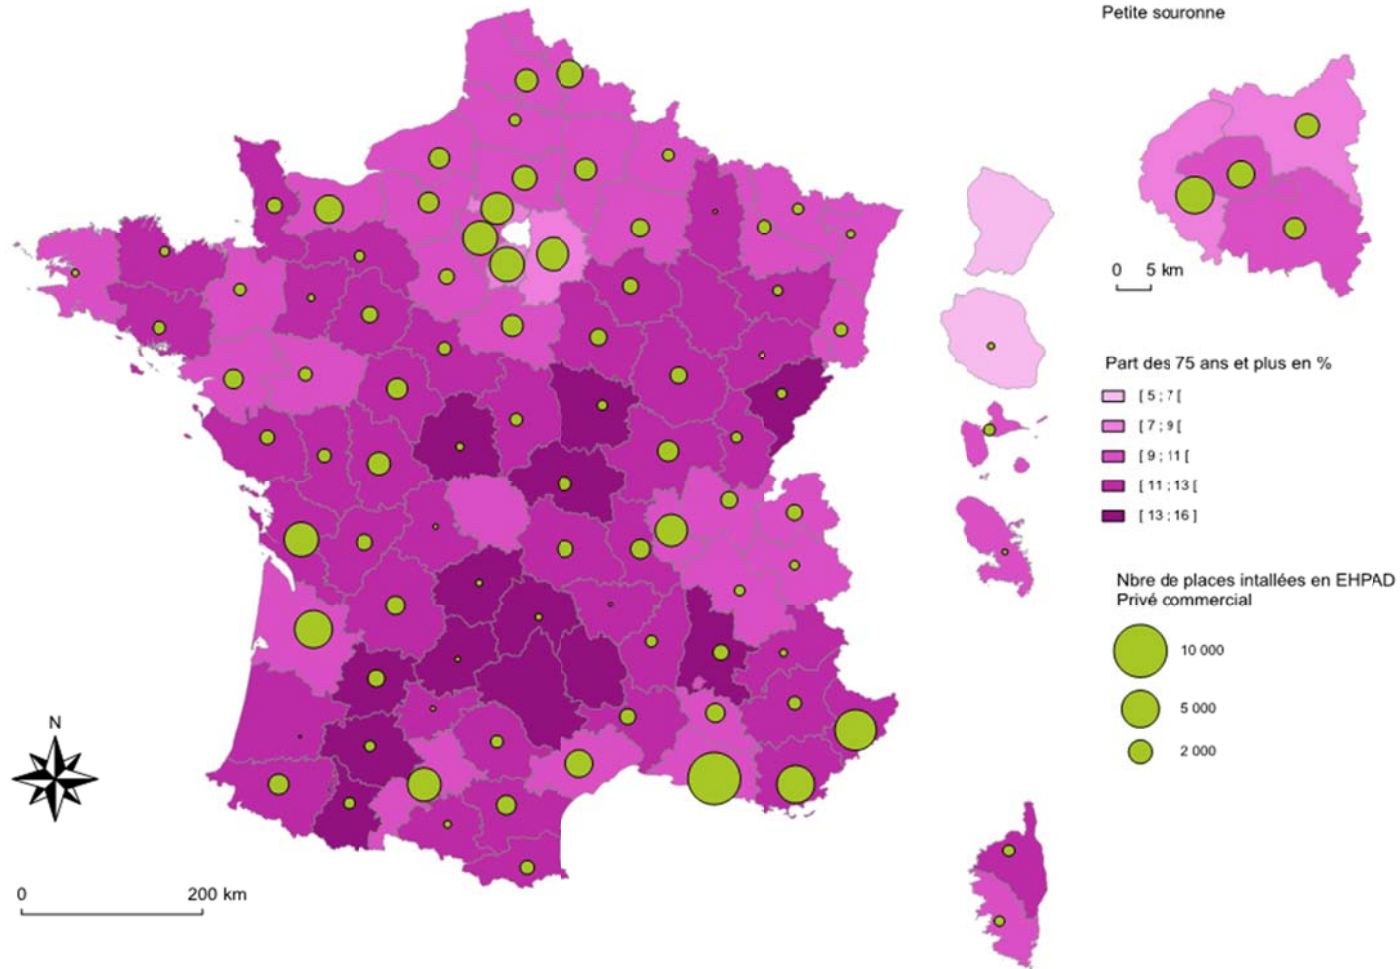 Petite souronne
0 5 km
Part des 75 ans et plus en %
[ 5 ; 7 [
[ 7 ; 9 [
[ 9 ; 11 [
[ 11 ; 13 [
[ 13 ; 16 ]
Nbre de places intallées en EHPAD
Privé commercial
10 000
5 000
2 000
N
0 200 km